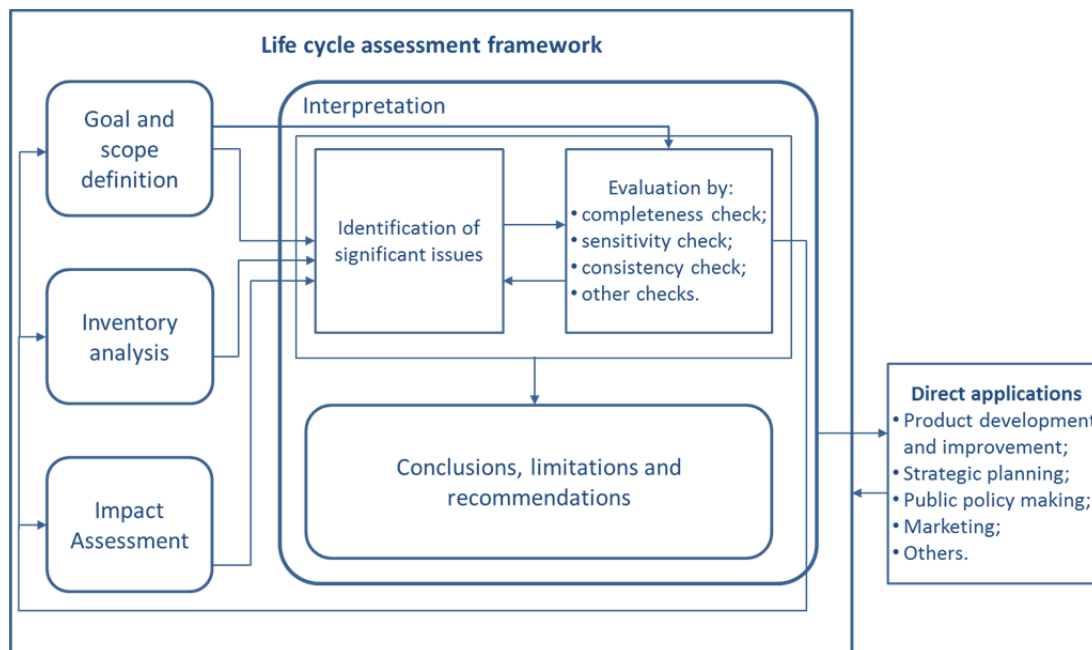 Life cycle assessment framework
Goal and
scope
definition
Interpretation
Identification of
significant issues
Evaluation by:
• completeness check;
• sensitivity check;
• consistency check;
• other checks.
Inventory
analysis
Impact
Assessment
Conclusions, limitations and
recommendations
Direct applications
• Product development
and improvement;
• Strategic planning;
• Public policy making;
• Marketing;
• Others.